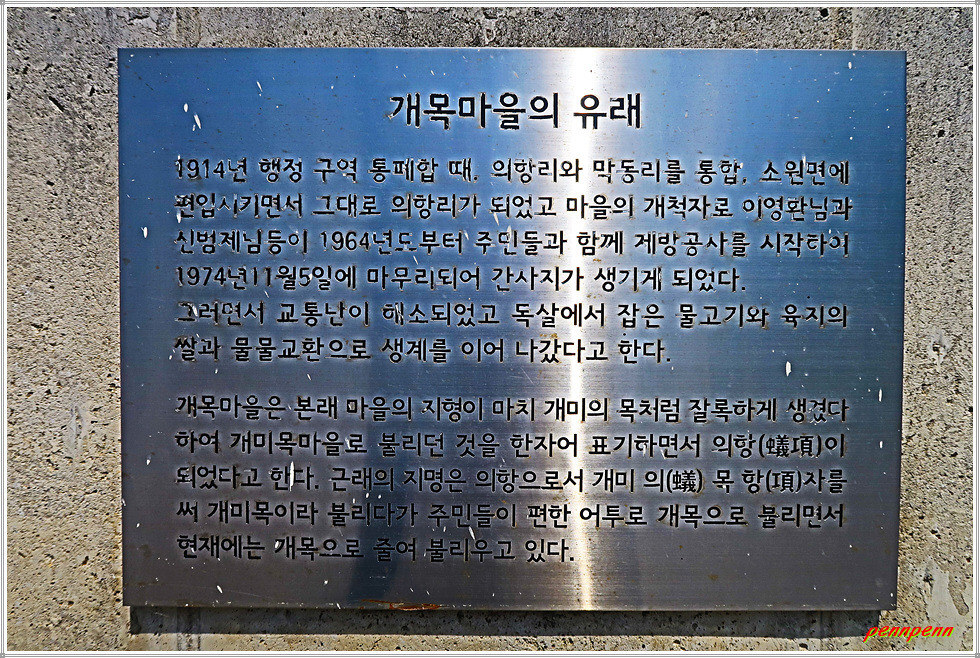 개목마을의 유래
1914년 행정 구역 통폐합 때, 의항리와 막동리를 통합, 소원면에
편입시키면서 그대로 의항리가 되었고 마을의 개척자로 이영환님과
신범제님등이 1964년도부터 주민들과 함께 제방공사를 시작하여
1974년11월5일에 마무리되어 간사지가 생기게 되었다.
그러면서 교통난이 해소되었고 독살에서 잡은 물고기와 육지의
쌀과 물물교환으로 생계를 이어 나갔다고 한다.
개목마을은 본래 마을의 지형이 마치 개미의 목처럼 잘록하게 생겼다
하여 개미목마을로 불리던 것을 한자어 표기하면서 의항(蟻項)이
되었다고 한다. 근래의 지명은 의항으로서 개미 의(蟻) 목 항(項)자를
써 개미목이라 불리다가 주민들이 편한 어투로 개목으로 불리면서
현재에는 개목으로 줄여 불리우고 있다.
pennpenn